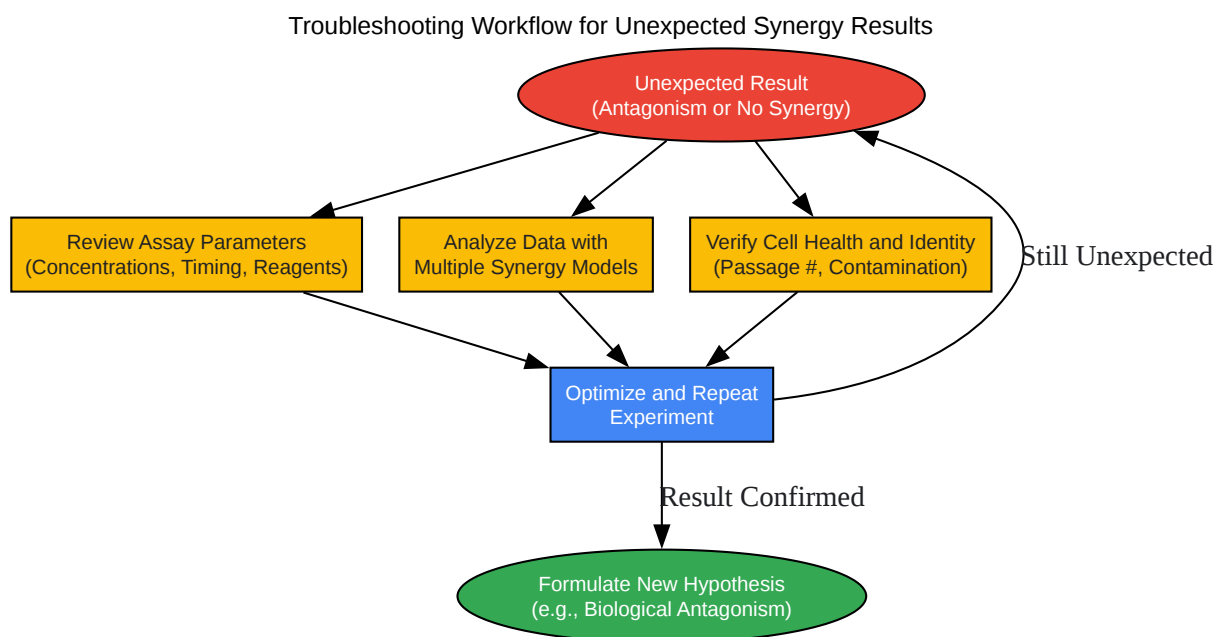 Troubleshooting Workflow for Unexpected Synergy Results
Unexpected Result
(Antagonism or No Synergy)
Review Assay Parameters
(Concentrations, Timing, Reagents)
Analyze Data with
Multiple Synergy Models
Verify Cell Health and Identity
(Passage #, Contamination)
Still Unexpected
Optimize and Repeat
Experiment
Result Confirmed
Formulate New Hypothesis
(e.g., Biological Antagonism)